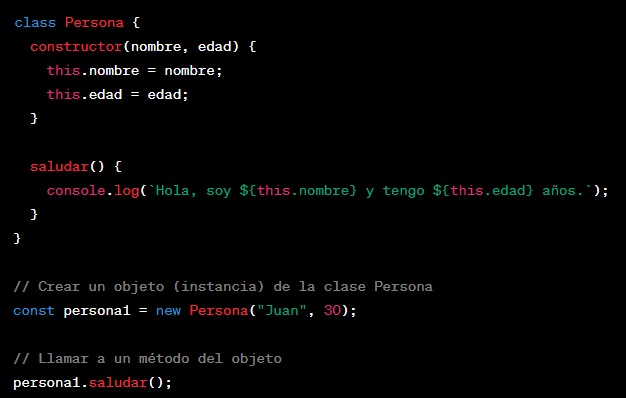 class Persona {
  constructor(nombre, edad) {
    this.nombre = nombre;
    this.edad = edad;
  }

  saludar() {
    console.log(`Hola, soy ${this.nombre} y tengo ${this.edad} años.`);
  }
}

// Crear un objeto (instancia) de la clase Persona
const persona1 = new Persona("Juan", 30);

// Llamar a un método del objeto
persona1.saludar();